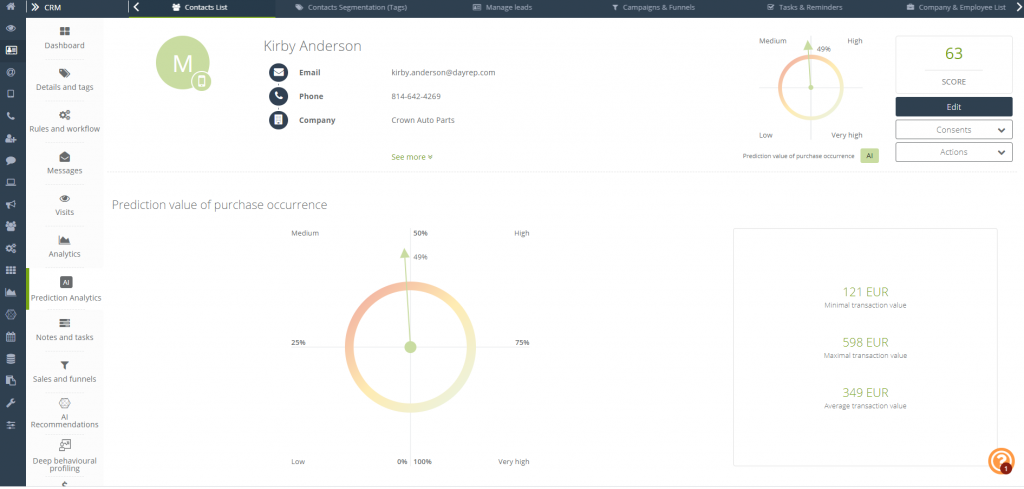 CRM
Contacts List
Contacts Segmentation (Tags)
Manage leads
Campaigns & Funnels
Tasks & Reminders
Company & Employee List
Dashboard
Details and tags
Rules and workflow
Messages
Visits
Analytics
AI
Prediction Analytics
Notes and tasks
Sales and funnels
AI
Recommendations
Deep behavioural
profiling
M
Kirby Anderson
Email kirby.anderson@dayrep.com
Phone 814-642-4269
Company Crown Auto Parts
See more
Medium High
49%
Low Very high
Prediction value of purchase occurrence AI
63
SCORE
Edit
Consents
Actions
Prediction value of purchase occurrence
Medium 50% High
49%
25% 75%
Low 0% 100% Very high
121 EUR
Minimal transaction value
598 EUR
Maximal transaction value
349 EUR
Average transaction value
1